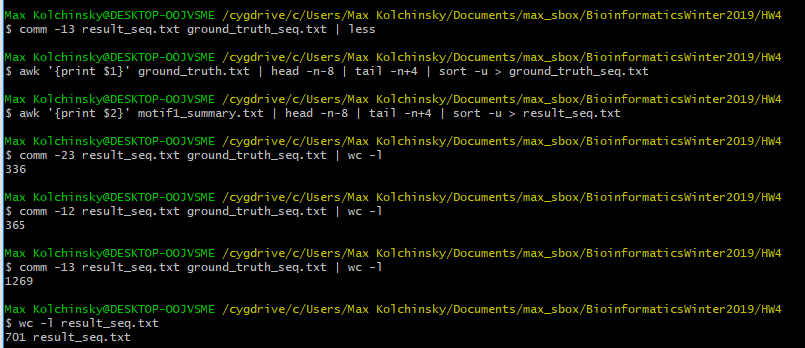 Max Kolchinsky@DESKTOP-OOJVSME /cygdrive/c/Users/Max Kolchinsky/Documents/max_sbox/BioinformaticsWinter2019/HW4
$ comm -13 result_seq.txt ground_truth_seq.txt | less
Max Kolchinsky@DESKTOP-OOJVSME /cygdrive/c/Users/Max Kolchinsky/Documents/max_sbox/BioinformaticsWinter2019/HW4
$ awk '{print $1}' ground_truth.txt | head -n-8 | tail -n+4 | sort -u > ground_truth_seq.txt
Max Kolchinsky@DESKTOP-OOJVSME /cygdrive/c/Users/Max Kolchinsky/Documents/max_sbox/BioinformaticsWinter2019/HW4
$ awk '{print $2}' motif1_summary.txt | head -n-8 | tail -n+4 | sort -u > result_seq.txt
Max Kolchinsky@DESKTOP-OOJVSME /cygdrive/c/Users/Max Kolchinsky/Documents/max_sbox/BioinformaticsWinter2019/HW4
$ comm -23 result_seq.txt ground_truth_seq.txt | wc -l
336
Max Kolchinsky@DESKTOP-OOJVSME /cygdrive/c/Users/Max Kolchinsky/Documents/max_sbox/BioinformaticsWinter2019/HW4
$ comm -12 result_seq.txt ground_truth_seq.txt | wc -l
365
Max Kolchinsky@DESKTOP-OOJVSME /cygdrive/c/Users/Max Kolchinsky/Documents/max_sbox/BioinformaticsWinter2019/HW4
$ comm -13 result_seq.txt ground_truth_seq.txt | wc -l
1269
Max Kolchinsky@DESKTOP-OOJVSME /cygdrive/c/Users/Max Kolchinsky/Documents/max_sbox/BioinformaticsWinter2019/HW4
$ wc -l result_seq.txt
701 result_seq.txt